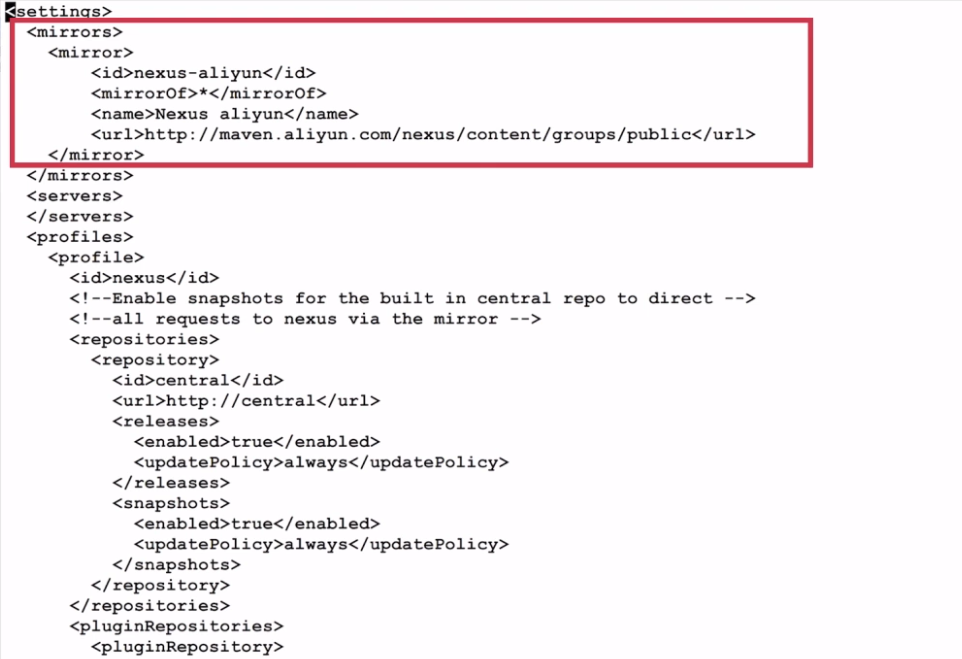 <settings>
  <mirrors>
    <mirror>
        <id>nexus-aliyun</id>
        <mirrorOf>*</mirrorOf>
        <name>Nexus aliyun</name>
        <url>http://maven.aliyun.com/nexus/content/groups/public</url>
    </mirror>
  </mirrors>
  <servers>
  </servers>
  <profiles>
    <profile>
      <id>nexus</id>
      <!--Enable snapshots for the built in central repo to direct -->
      <!--all requests to nexus via the mirror -->
      <repositories>
        <repository>
          <id>central</id>
          <url>http://central</url>
          <releases>
            <enabled>true</enabled>
            <updatePolicy>always</updatePolicy>
          </releases>
          <snapshots>
            <enabled>true</enabled>
            <updatePolicy>always</updatePolicy>
          </snapshots>
        </repository>
      </repositories>
      <pluginRepositories>
        <pluginRepository>